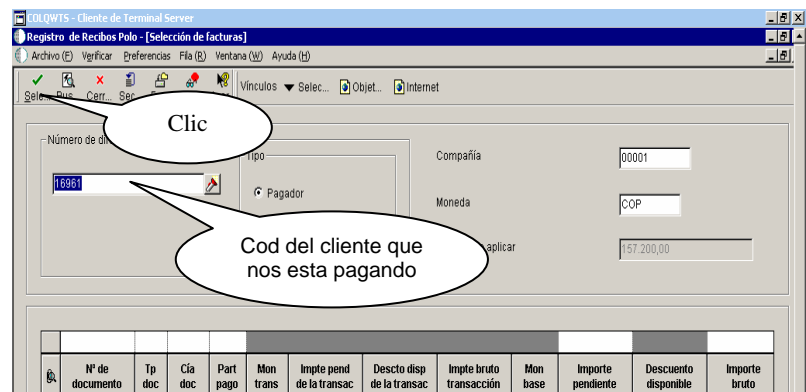 COLQWTS - Cliente de Terminal Server
Registro de Recibos Polo - [Selección de facturas]
Archivo (E) Verificar Preferencias Fila (R) Ventana (W) Ayuda (H)
Sele... Bus... Cerr... Sec... Vínculos Selec... Objet... Internet
Clic
Número de di
Tipo
Compañía
00001
16961
Pagador
Moneda
COP
Cod del cliente que
nos esta pagando
aplicar
157.200,00
Nº de documento Tp doc Cía doc Part pago Mon trans Impte pend de la transac Descto disp de la transac Impte bruto transacción Mon base Importe pendiente Descuento disponible Importe bruto